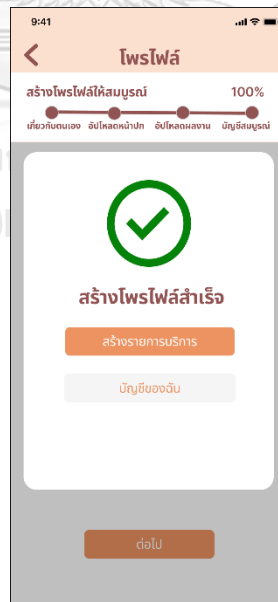 9:41
โพรไฟล์
สร้างโพรไฟล์ให้สมบูรณ์ 100%
เกี่ยวกับตนเอง อัปโหลดหน้าปก อัปโหลดผลงาน บัญชีสมบูรณ์
สร้างโพรไฟล์สำเร็จ
สร้างรายการบริการ
บัญชีของฉัน
ต่อไป